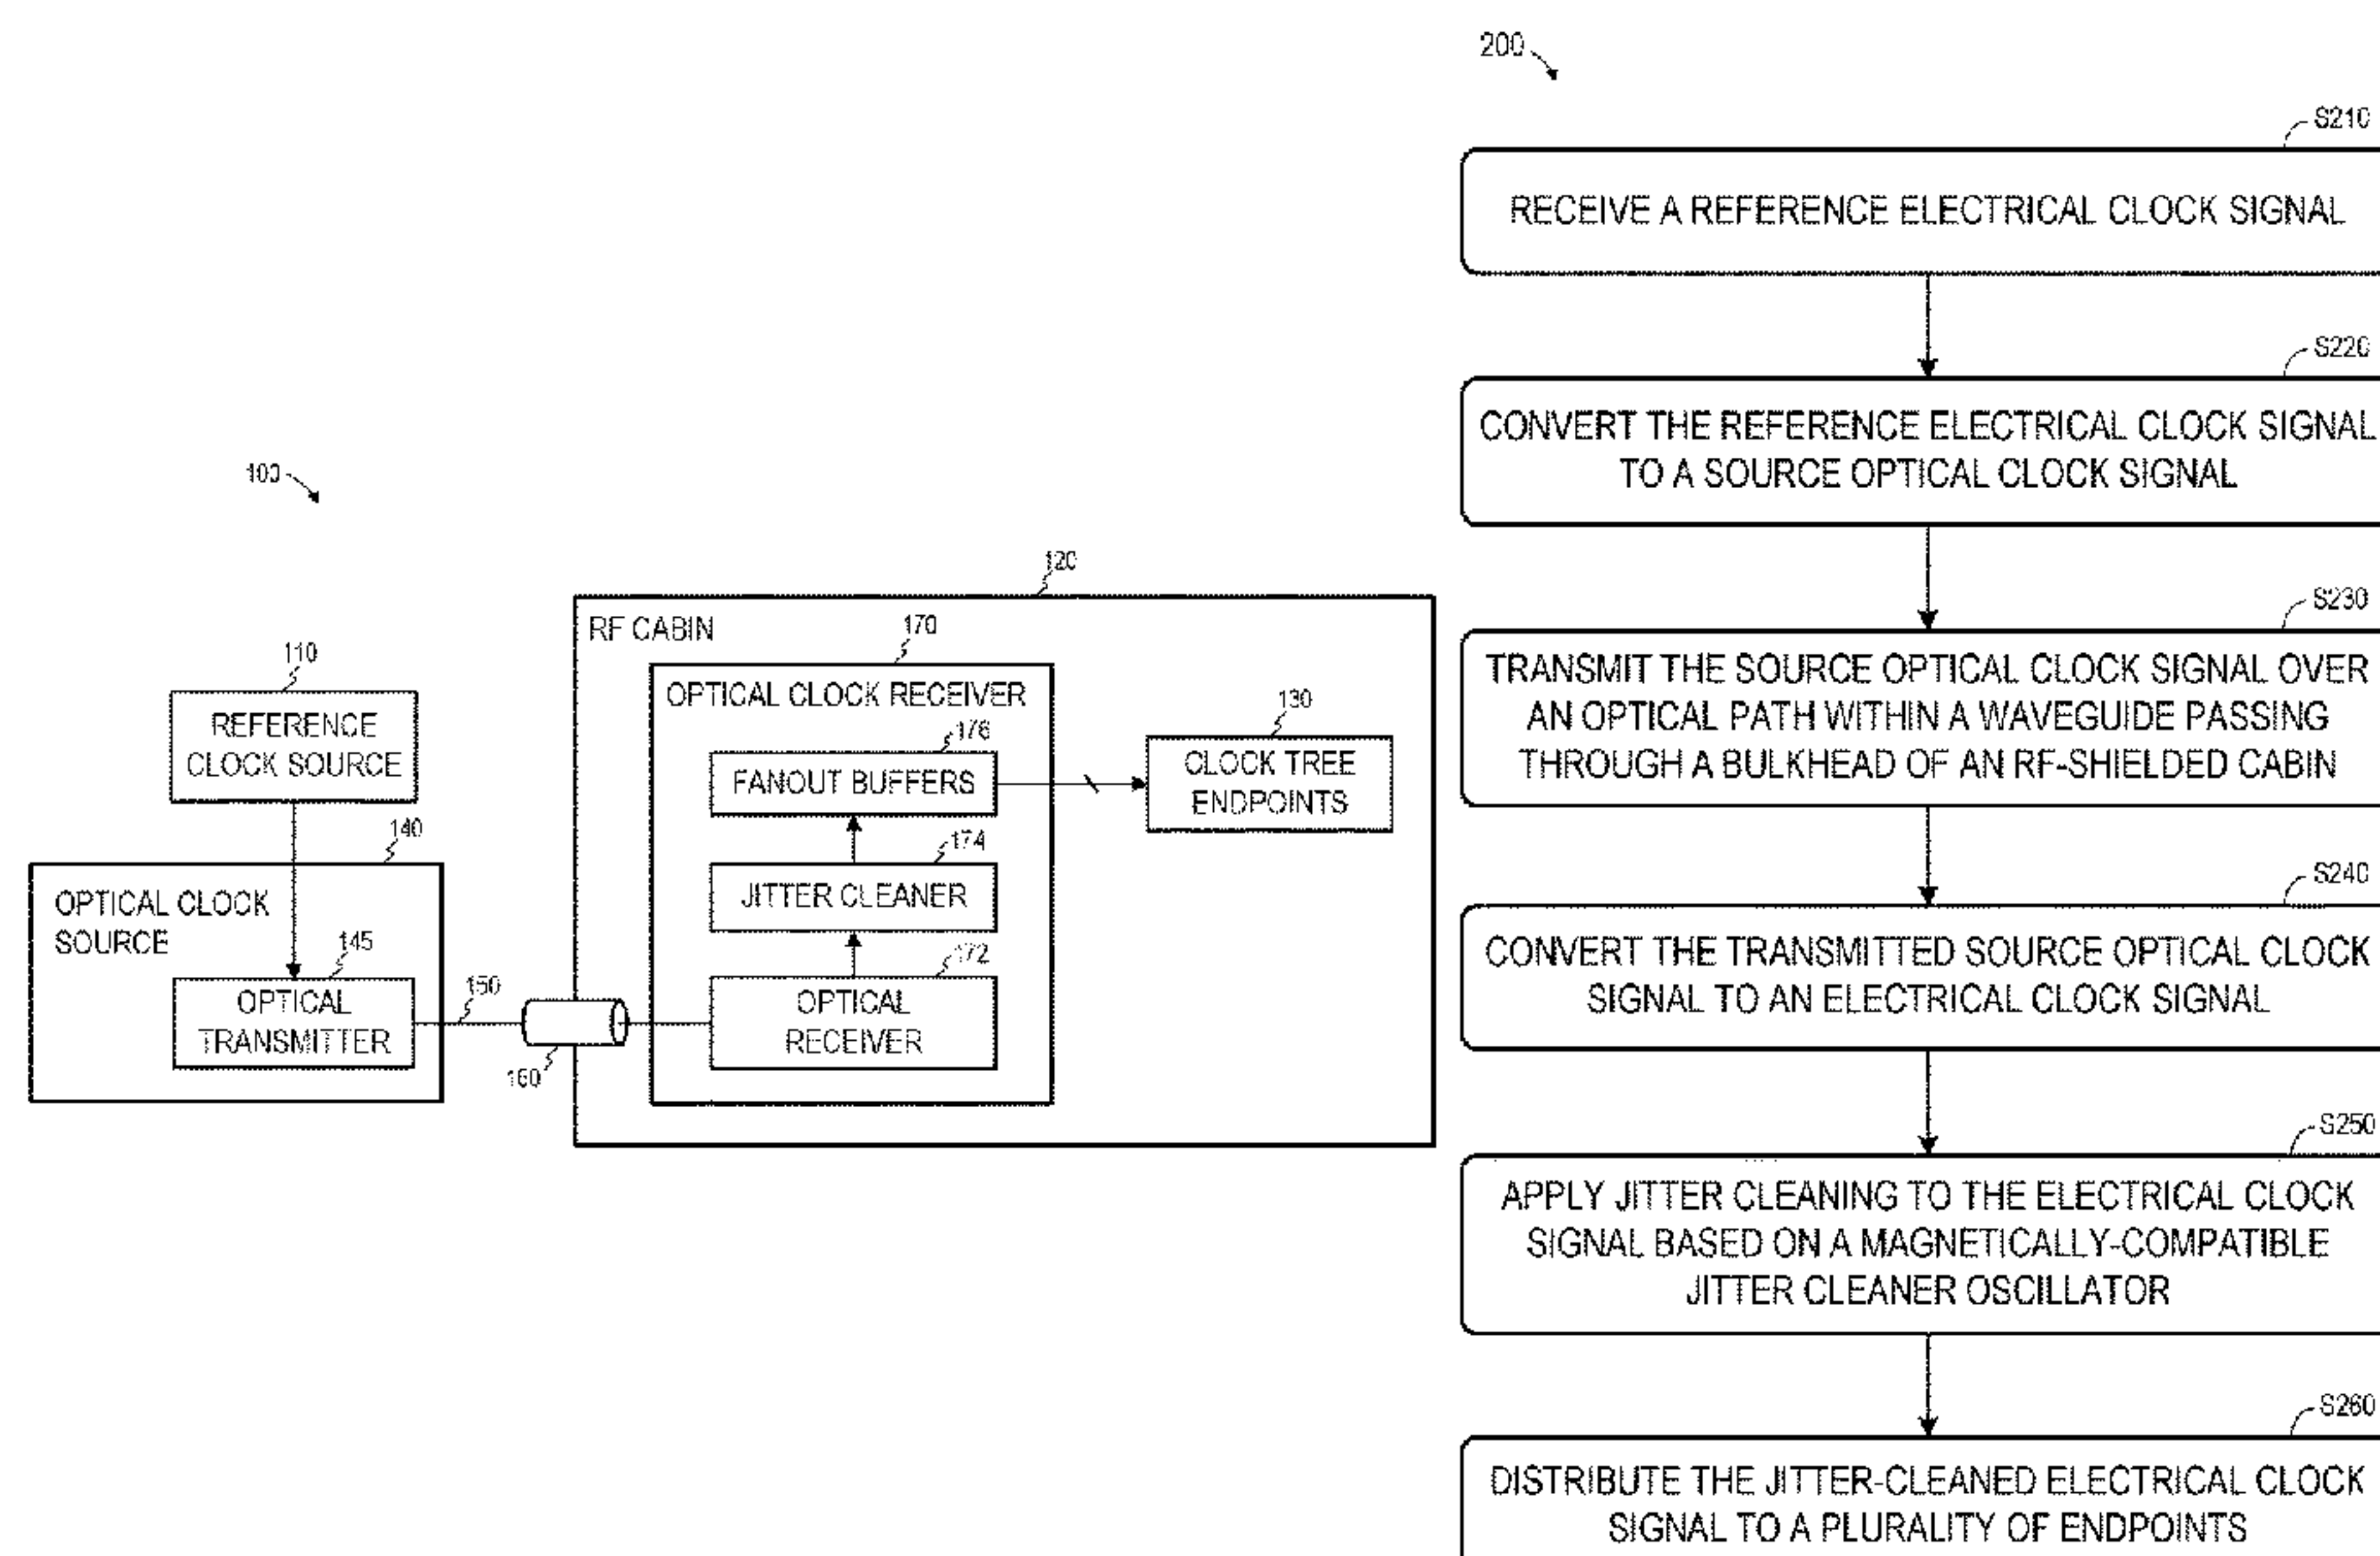 100
110
REFERENCE
CLOCK SOURCE
140
OPTICAL CLOCK
SOURCE
145
OPTICAL
TRANSMITTER
150
160
120
RF CABIN
170
OPTICAL CLOCK RECEIVER
176
FANOUT BUFFERS
174
JITTER CLEANER
172
OPTICAL
RECEIVER
130
CLOCK TREE
ENDPOINTS
200
S210
RECEIVE A REFERENCE ELECTRICAL CLOCK SIGNAL
S220
CONVERT THE REFERENCE ELECTRICAL CLOCK SIGNAL
TO A SOURCE OPTICAL CLOCK SIGNAL
S230
TRANSMIT THE SOURCE OPTICAL CLOCK SIGNAL OVER
AN OPTICAL PATH WITHIN A WAVEGUIDE PASSING
THROUGH A BULKHEAD OF AN RF-SHIELDED CABIN
S240
CONVERT THE TRANSMITTED SOURCE OPTICAL CLOCK
SIGNAL TO AN ELECTRICAL CLOCK SIGNAL
S250
APPLY JITTER CLEANING TO THE ELECTRICAL CLOCK
SIGNAL BASED ON A MAGNETICALLY-COMPATIBLE
JITTER CLEANER OSCILLATOR
S260
DISTRIBUTE THE JITTER-CLEANED ELECTRICAL CLOCK
SIGNAL TO A PLURALITY OF ENDPOINTS